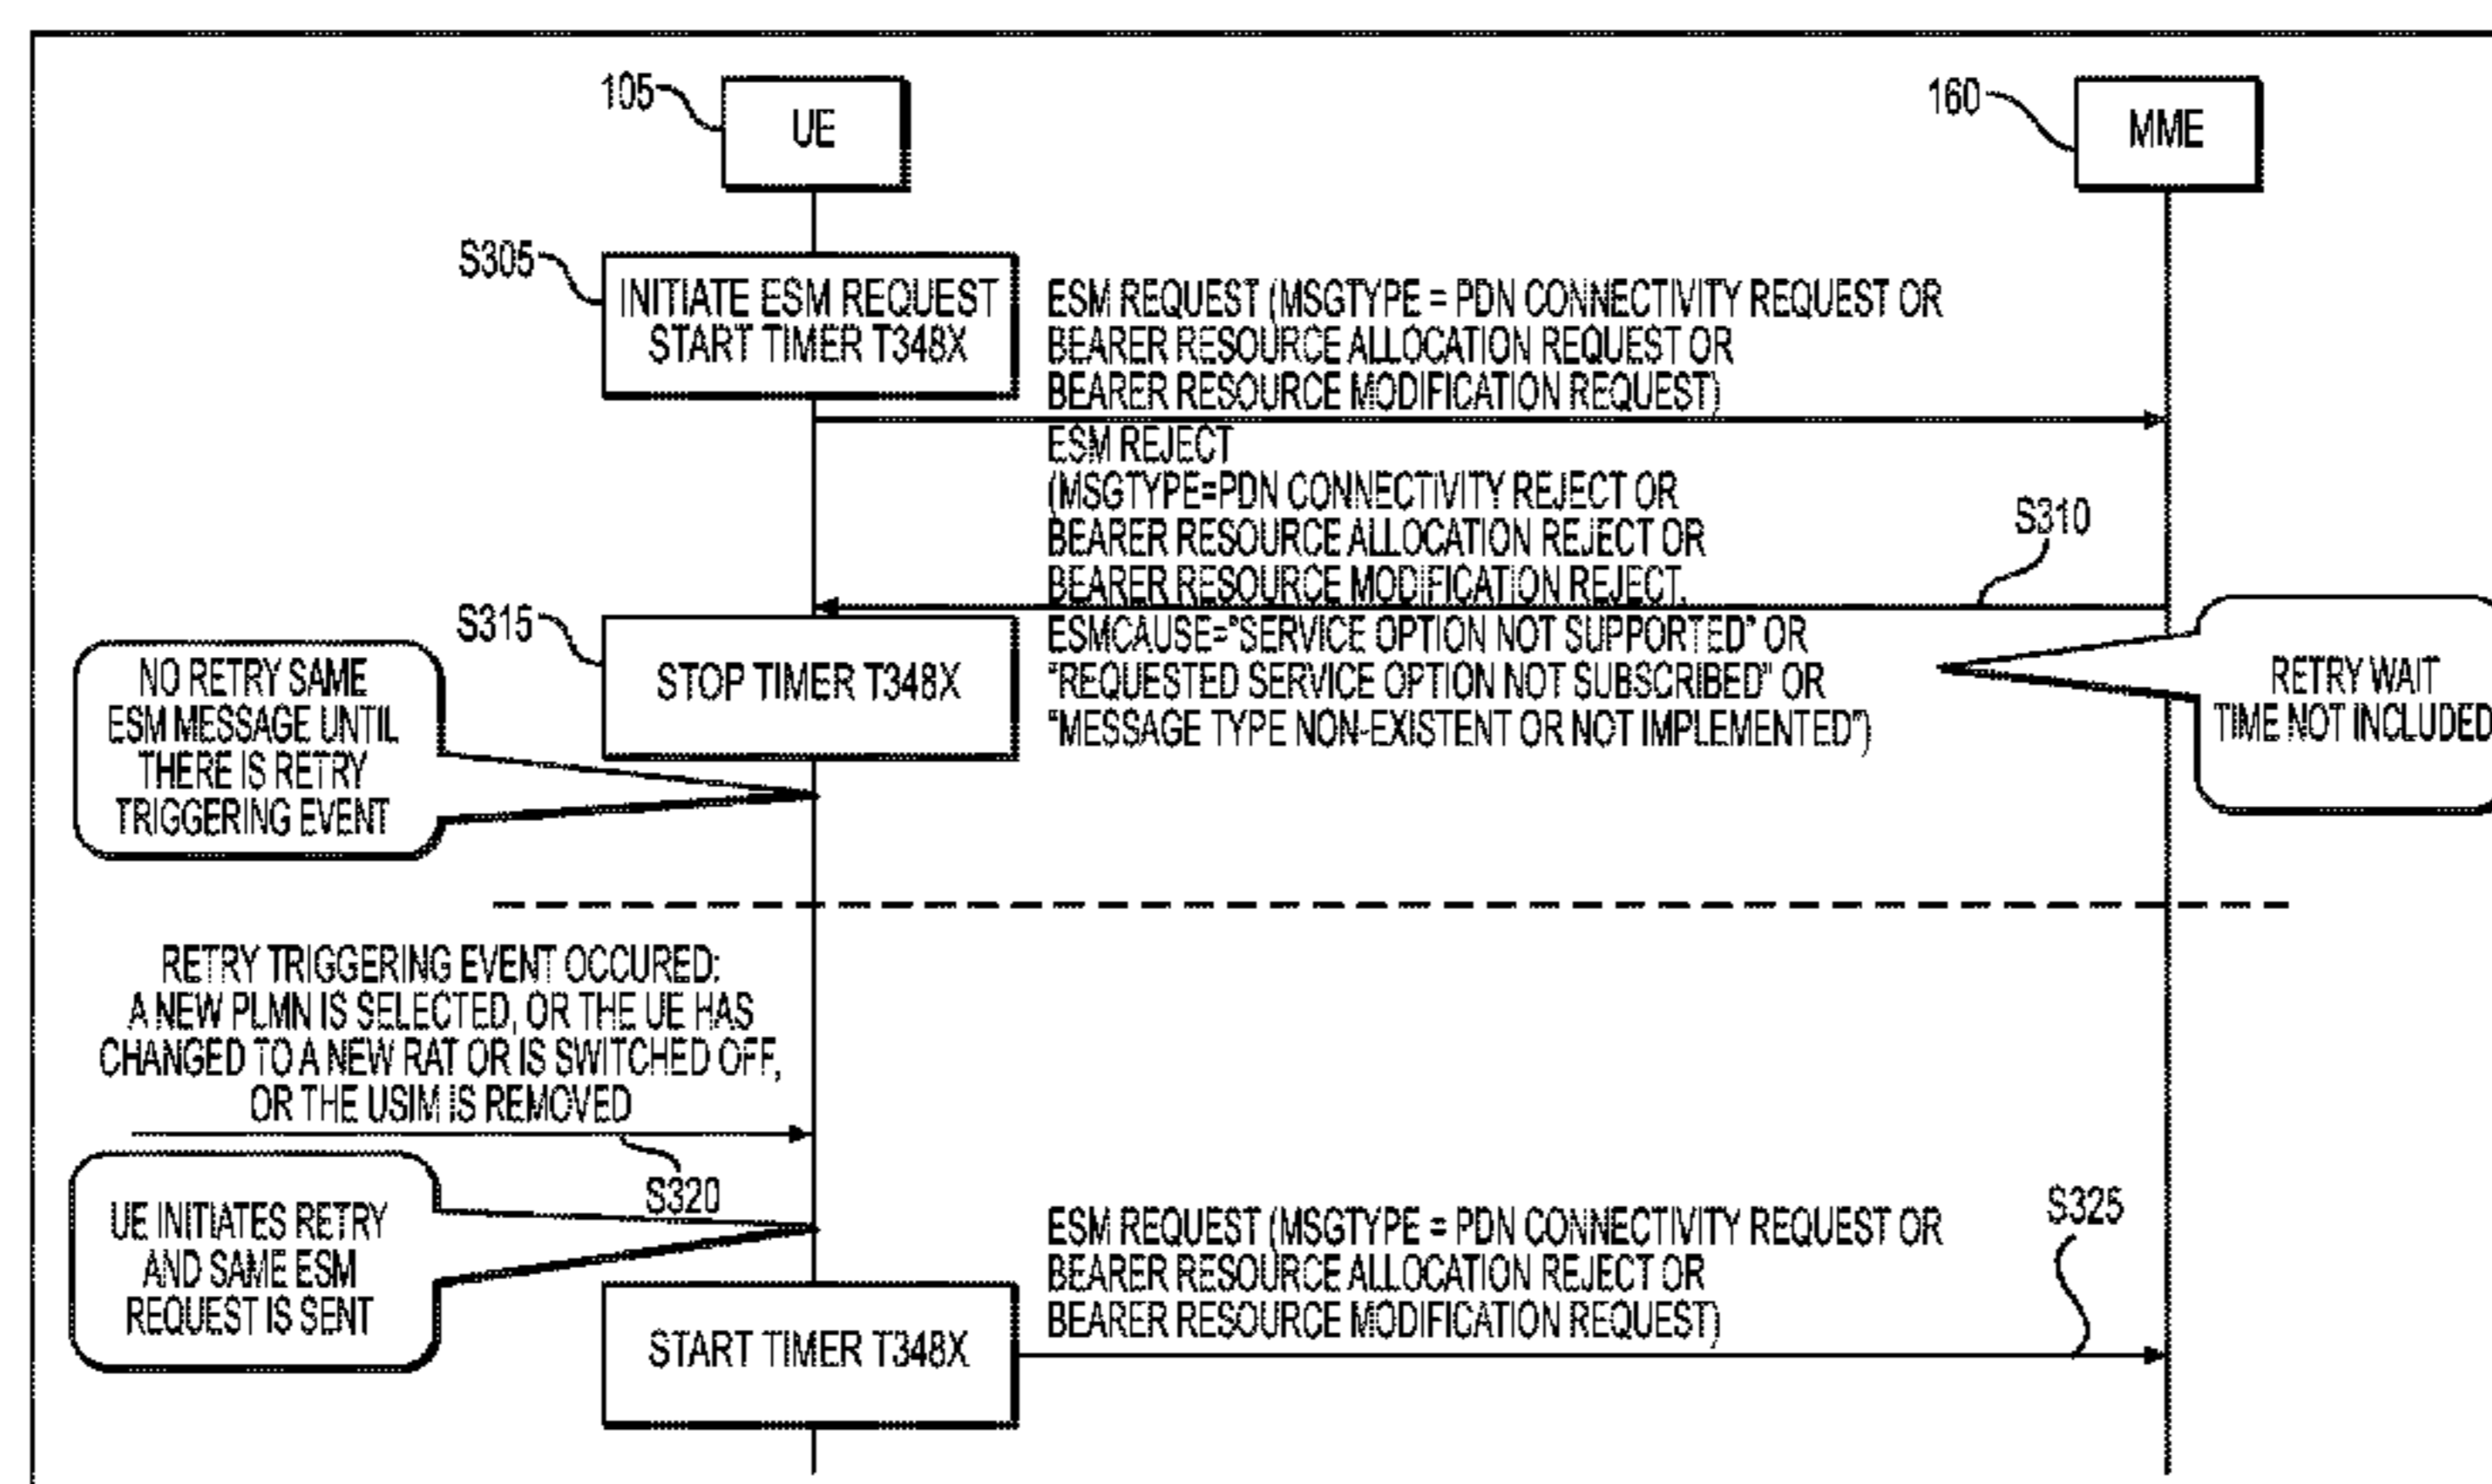 105
UE
160
MME
S305
INITIATE ESM REQUEST
START TIMER T348X
ESM REQUEST (MSGTYPE = PDN CONNECTIVITY REQUEST OR
BEARER RESOURCE ALLOCATION REQUEST OR
BEARER RESOURCE MODIFICATION REQUEST)
ESM REJECT
(MSGTYPE=PDN CONNECTIVITY REJECT OR
BEARER RESOURCE ALLOCATION REJECT OR
BEARER RESOURCE MODIFICATION REJECT.
S310
S315
STOP TIMER T348X
ESMCAUSE="SERVICE OPTION NOT SUPPORTED" OR
"REQUESTED SERVICE OPTION NOT SUBSCRIBED" OR
"MESSAGE TYPE NON-EXISTENT OR NOT IMPLEMENTED")
RETRY WAIT
TIME NOT INCLUDED
NO RETRY SAME
ESM MESSAGE UNTIL
THERE IS RETRY
TRIGGERING EVENT
RETRY TRIGGERING EVENT OCCURED:
A NEW PLMN IS SELECTED, OR THE UE HAS
CHANGED TO A NEW RAT OR IS SWITCHED OFF,
OR THE USIM IS REMOVED
S320
UE INITIATES RETRY
AND SAME ESM
REQUEST IS SENT
START TIMER T348X
ESM REQUEST (MSGTYPE = PDN CONNECTIVITY REQUEST OR
BEARER RESOURCE ALLOCATION REJECT OR
BEARER RESOURCE MODIFICATION REQUEST)
S325